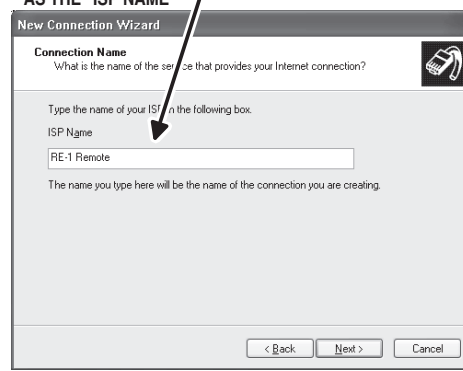 AS THE "ISP NAME"
New Connection Wizard
Connection Name
What is the name of the service that provides your Internet connection?
Type the name of your ISP in the following box.
ISP Name
RE-1 Remote
The name you type here will be the name of the connection you are creating.
< Back
Next >
Cancel